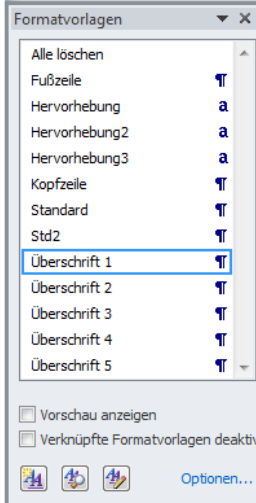 Formatvorlagen
Alle löschen
Fußzeile ¶
Hervorhebung a
Hervorhebung2 a
Hervorhebung3 a
Kopfzeile ¶
Standard ¶
Std2 ¶
Überschrift 1 ¶
Überschrift 2 ¶
Überschrift 3 ¶
Überschrift 4 ¶
Überschrift 5 ¶
Vorschau anzeigen
Verknüpfte Formatvorlagen deaktiv
Optionen...